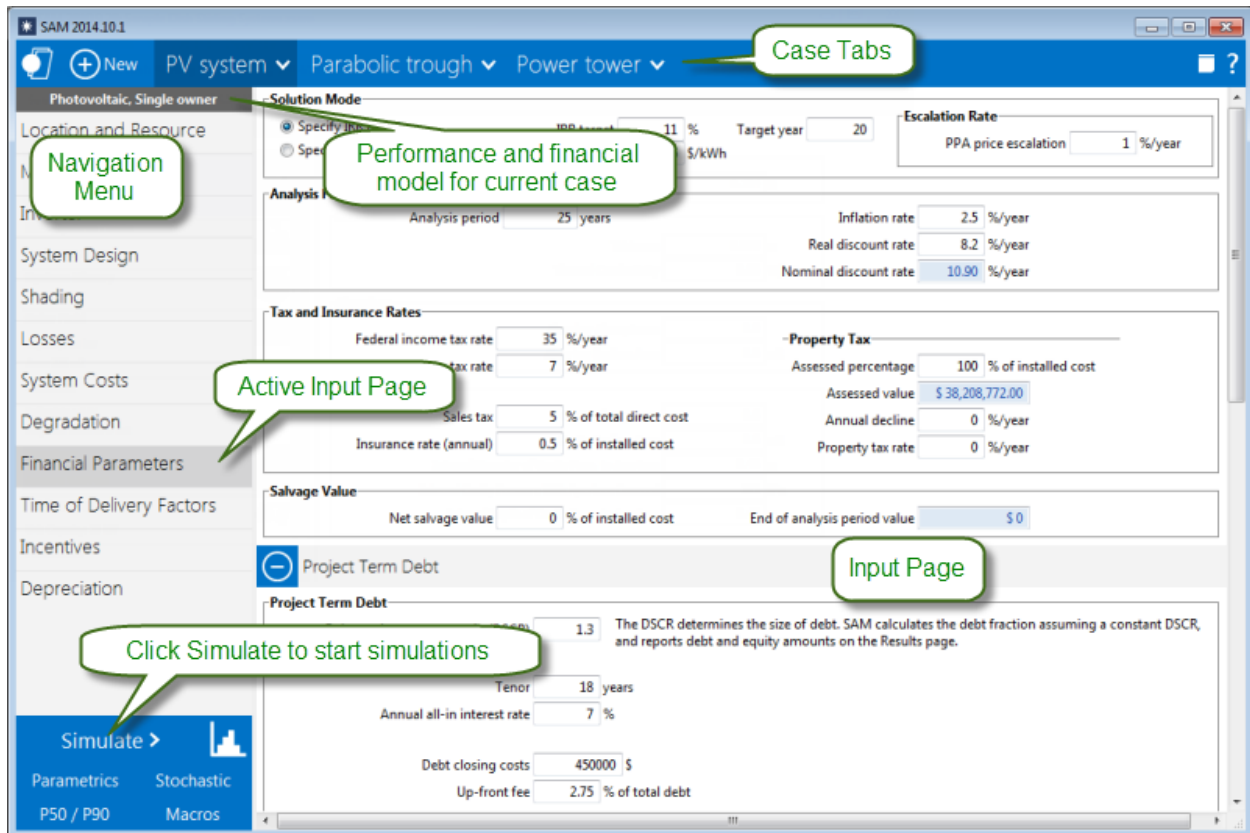 SAM 2014.10.1
New PV system Parabolic trough Power tower Case Tabs ?
Photovoltaic, Single owner
Location and Resource
Navigation
Menu
System Design
Shading
Losses
System Costs
Degradation
Financial Parameters
Time of Delivery Factors
Incentives
Depreciation
Simulate >
Parametrics Stochastic
P50 / P90 Macros
Solution Mode
Specify IRR target 11 % Target year 20
$/kWh
Escalation Rate
PPA price escalation 1 %/year
Performance and financial
model for current case
Analysis
Analysis period 25 years
Inflation rate 2.5 %/year
Real discount rate 8.2 %/year
Nominal discount rate 10.90 %/year
Tax and Insurance Rates
Federal income tax rate 35 %/year
tax rate 7 %/year
Active Input Page
Sales tax 5 % of total direct cost
Insurance rate (annual) 0.5 % of installed cost
Property Tax
Assessed percentage 100 % of installed cost
Assessed value $ 38,208,772.00
Annual decline 0 %/year
Property tax rate 0 %/year
Salvage Value
Net salvage value 0 % of installed cost End of analysis period value $ 0
Project Term Debt
Input Page
Project Term Debt
1.3 The DSCR determines the size of debt. SAM calculates the debt fraction assuming a constant DSCR,
and reports debt and equity amounts on the Results page.
Click Simulate to start simulations
Tenor 18 years
Annual all-in interest rate 7 %
Debt closing costs 450000 $
Up-front fee 2.75 % of total debt